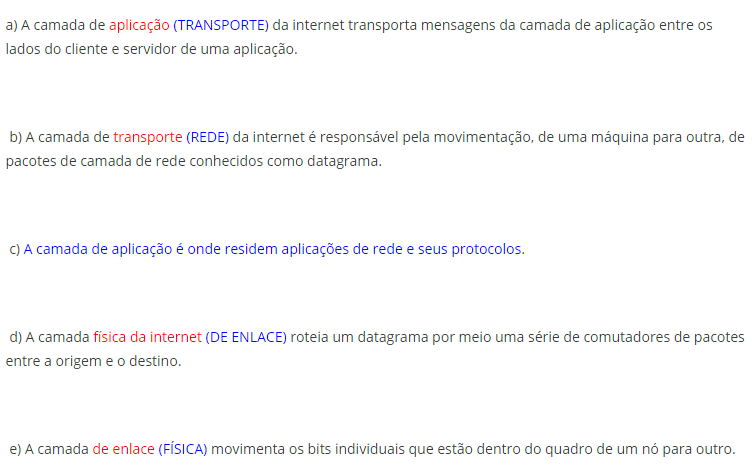 a) A camada de aplicação (TRANSPORTE) da internet transporta mensagens da camada de aplicação entre os
lados do cliente e servidor de uma aplicação.
b) A camada de transporte (REDE) da internet é responsável pela movimentação, de uma máquina para outra, de
pacotes de camada de rede conhecidos como datagrama.
c) A camada de aplicação é onde residem aplicações de rede e seus protocolos.
d) A camada física da internet (DE ENLACE) roteia um datagrama por meio uma série de comutadores de pacotes
entre a origem e o destino.
e) A camada de enlace (FÍSICA) movimenta os bits individuais que estão dentro do quadro de um nó para outro.